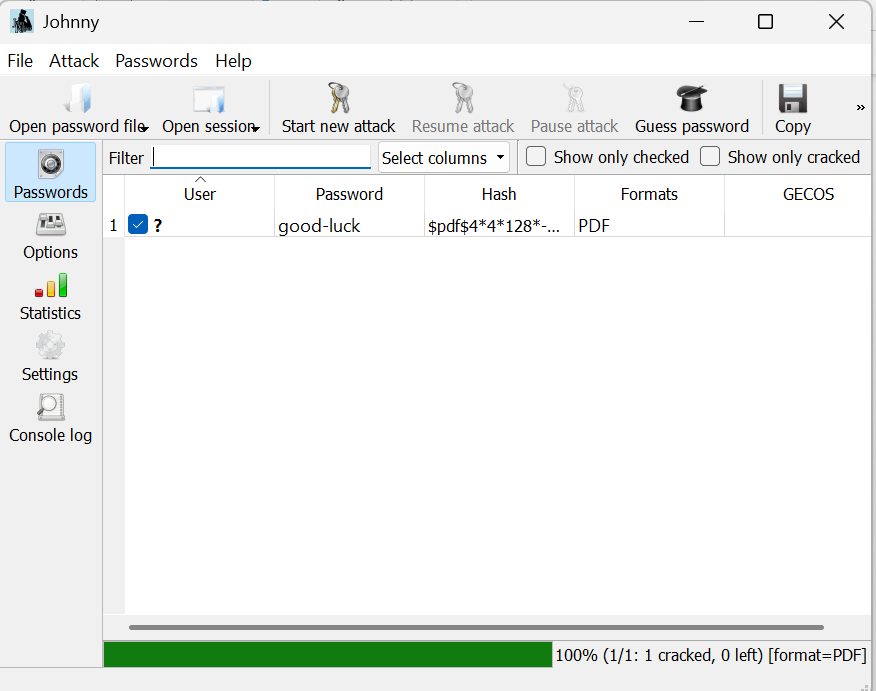 Johnny
File Attack Passwords Help
Open password file Open session Start new attack Resume attack Pause attack Guess password Copy »
Passwords
Options
Statistics
Settings
Console log
Filter Select columns Show only checked Show only cracked
User Password Hash Formats GECOS
1 ? good-luck $pdf$4*4*128*-... PDF
100% (1/1: 1 cracked, 0 left) [format=PDF]